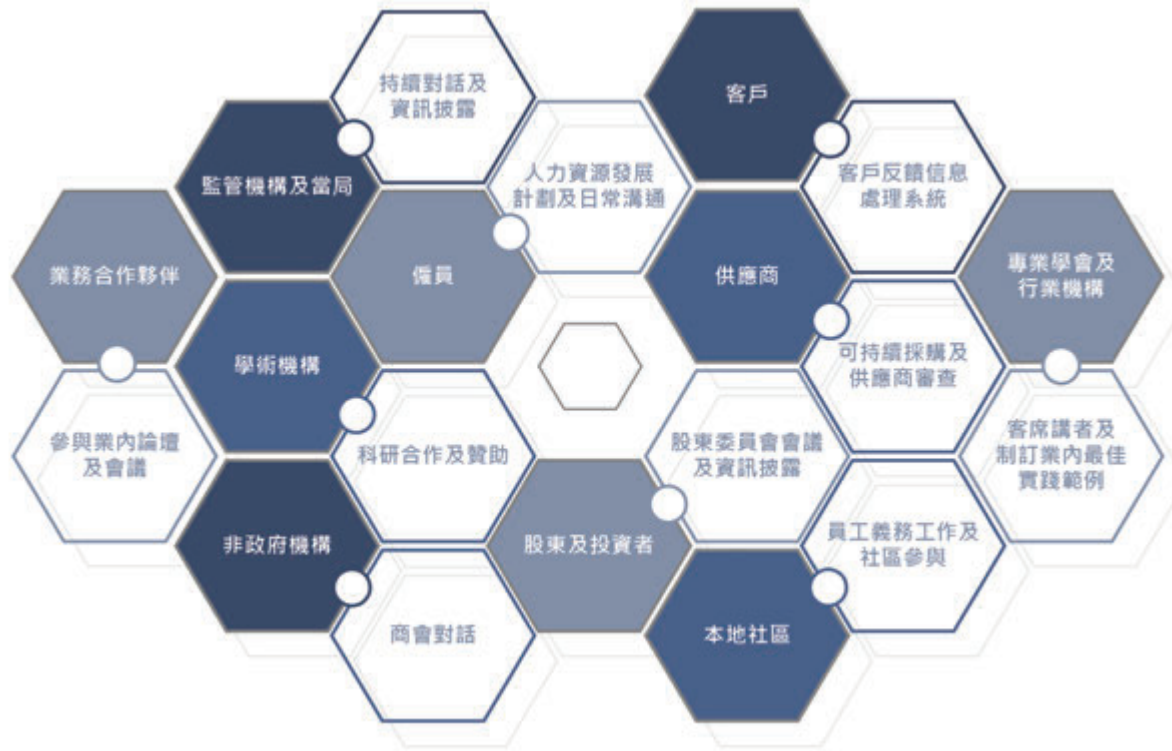 持續對話及
資訊披露
客戶
監管機構及當局
人力資源發展
計劃及日常溝通
客戶反饋信息
處理系統
業務合作夥伴
僱員
供應商
專業學會及
行業機構
學術機構
可持續採購及
供應商審查
參與業內論壇
及會議
科研合作及贊助
股東委員會會議
及資訊披露
客席講者及
制訂業內最佳
實踐範例
非政府機構
股東及投資者
員工義務工作及
社區參與
商會對話
本地社區